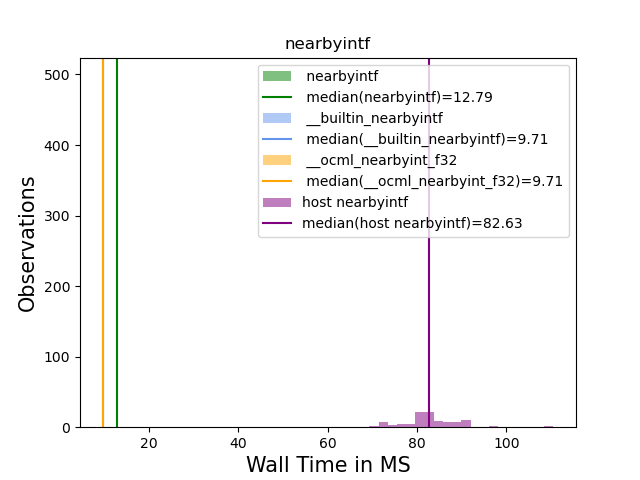 nearbyintf
500
400
300
200
100
0
Observations
nearbyintf
median(nearbyintf)=12.79
__builtin_nearbyintf
median(__builtin_nearbyintf)=9.71
__ocml_nearbyint_f32
median(__ocml_nearbyint_f32)=9.71
host nearbyintf
median(host nearbyintf)=82.63
20 40 60 80 100
Wall Time in MS